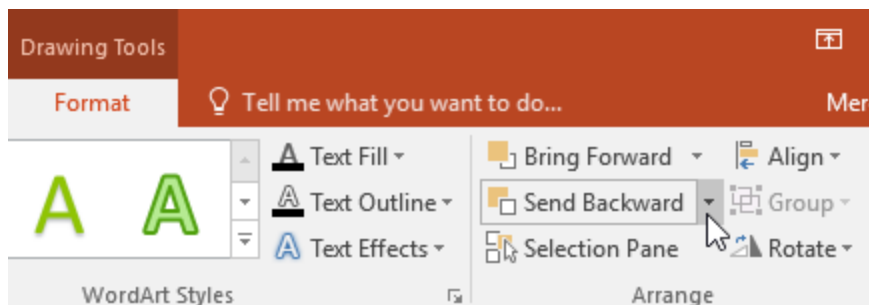 Drawing Tools
Format
Tell me what you want to do...
Mer
A A
Text Fill
Text Outline
Text Effects
WordArt Styles
Bring Forward
Send Backward
Selection Pane
Align
Group
Rotate
Arrange